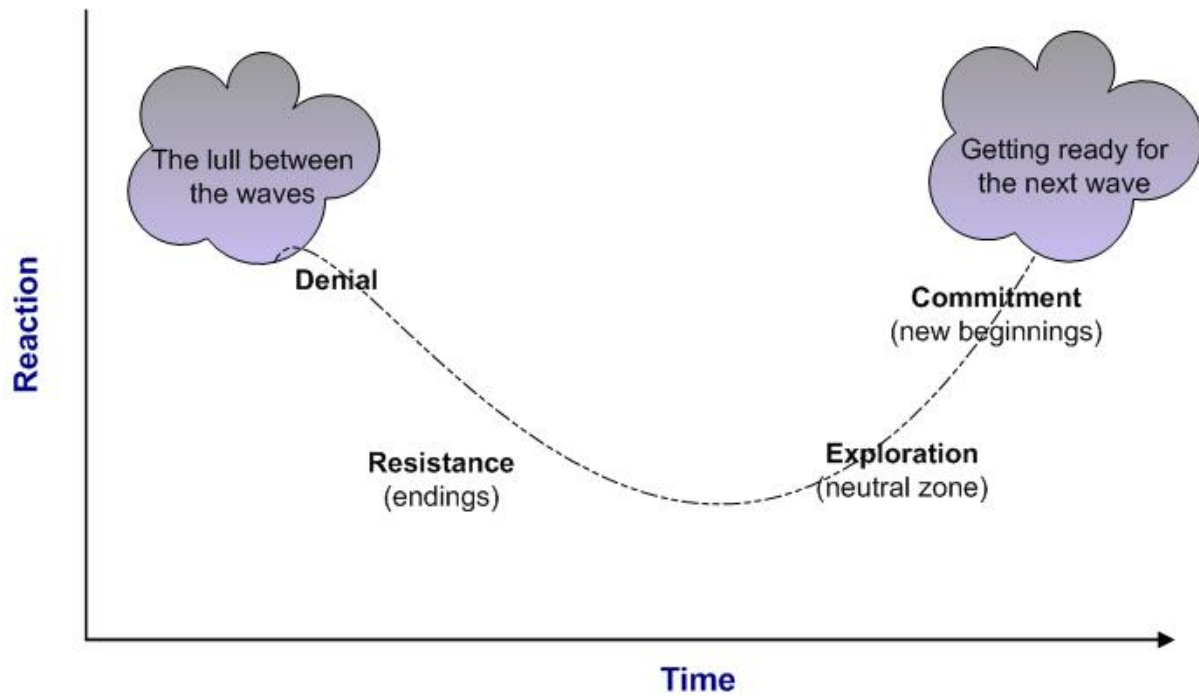 The lull between
the waves
Getting ready for
the next wave
Denial
Commitment
(new beginnings)
Reaction
Resistance
(endings)
Exploration
(neutral zone)
Time